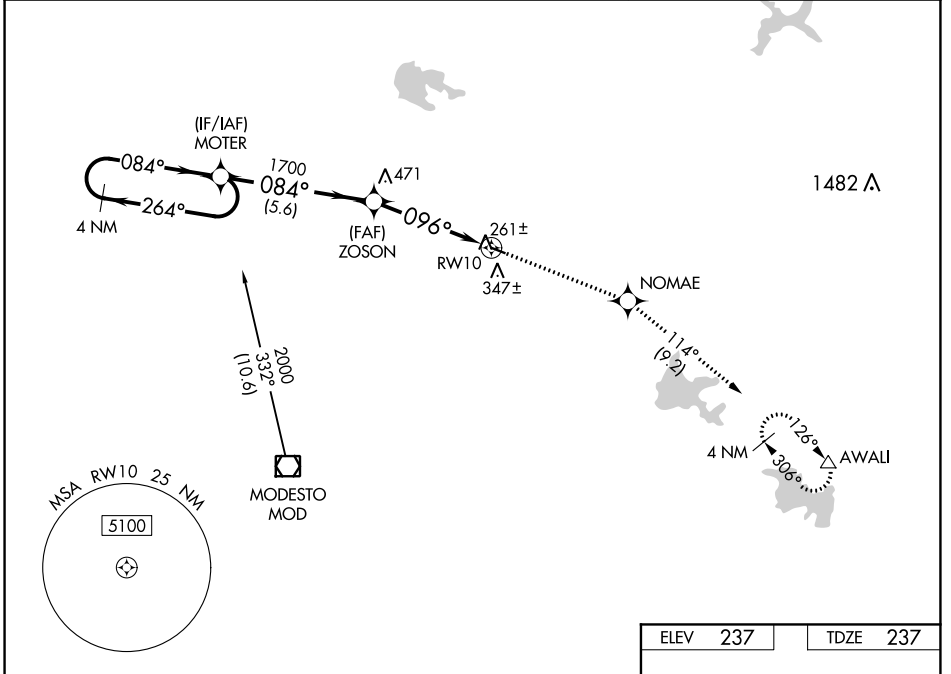 (IF/IAF)
MOTER
084°
264°
4 NM
1700
084°
(5.6)
471
(FAF)
ZOSON
096°
261±
RW10
347±
1482
NOMAE
114°
(9.2)
2000
332°
(10.6)
MODESTO
MOD
4 NM
126°
306°
AWALI
MSA RW10 25 NM
5100
ELEV 237
TDZE 237